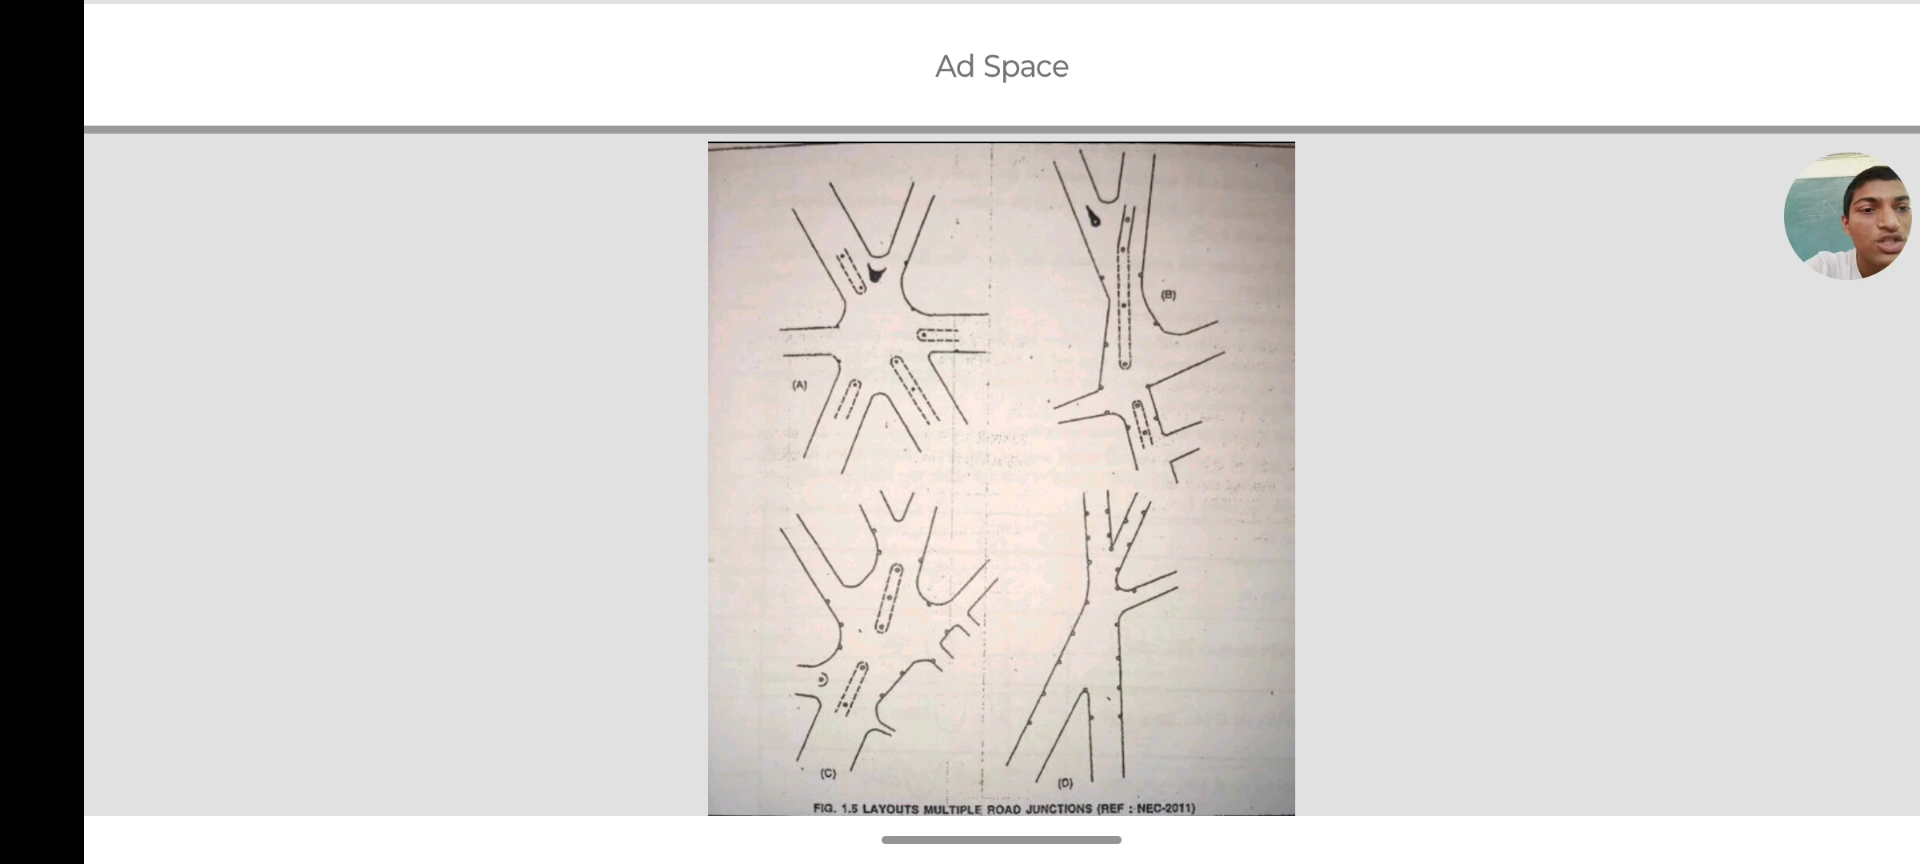 Ad Space
(B)
(A)
(C)
(D)
FIG. 1.5 LAYOUTS MULTIPLE ROAD JUNCTIONS (REF : NEC-2011)